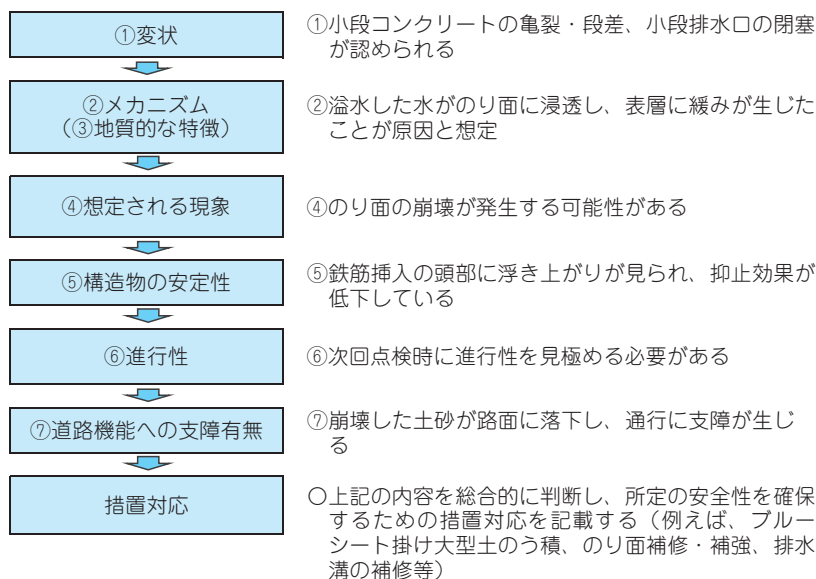 ①変状
①小段コンクリートの亀裂・段差、小段排水口の閉塞
が認められる
②メカニズム
(③地質的な特徴)
②溢水した水がのり面に浸透し、表層に緩みが生じた
ことが原因と想定
④想定される現象
④のり面の崩壊が発生する可能性がある
⑤構造物の安定性
⑤鉄筋挿入の頭部に浮き上がりが見られ、抑止効果が
低下している
⑥進行性
⑥次回点検時に進行性を見極める必要がある
⑦道路機能への支障有無
⑦崩壊した土砂が路面に落下し、通行に支障が生じ
る
措置対応
○上記の内容を総合的に判断し、所定の安全性を確保
するための措置対応を記載する(例えば、ブルー
シート掛け大型土のう積、のり面補修・補強、排水
溝の補修等)